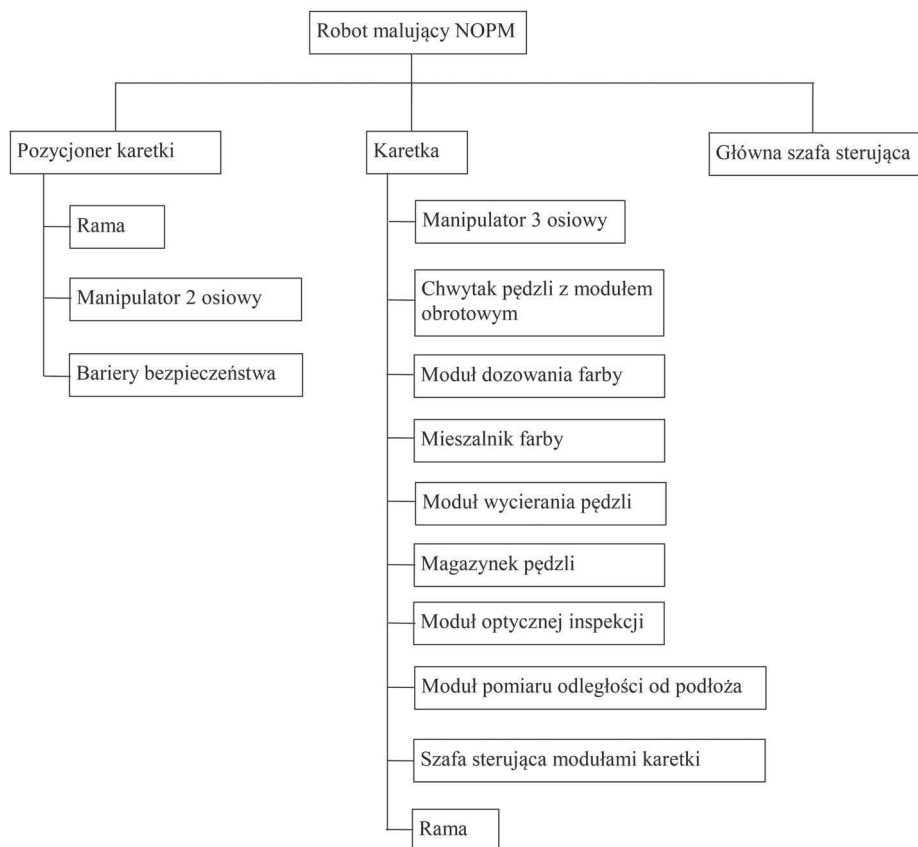 Robot malujący NOPM
Pozycjoner karetki
Karetka
Główna szafa sterująca
Rama
Manipulator 2 osiowy
Bariery bezpieczeństwa
Manipulator 3 osiowy
Chwytak pędzli z modułem
obrotowym
Moduł dozowania farby
Mieszalnik farby
Moduł wycierania pędzli
Magazynek pędzli
Moduł optycznej inspekcji
Moduł pomiaru odległości od podłoża
Szafa sterująca modułami karetki
Rama